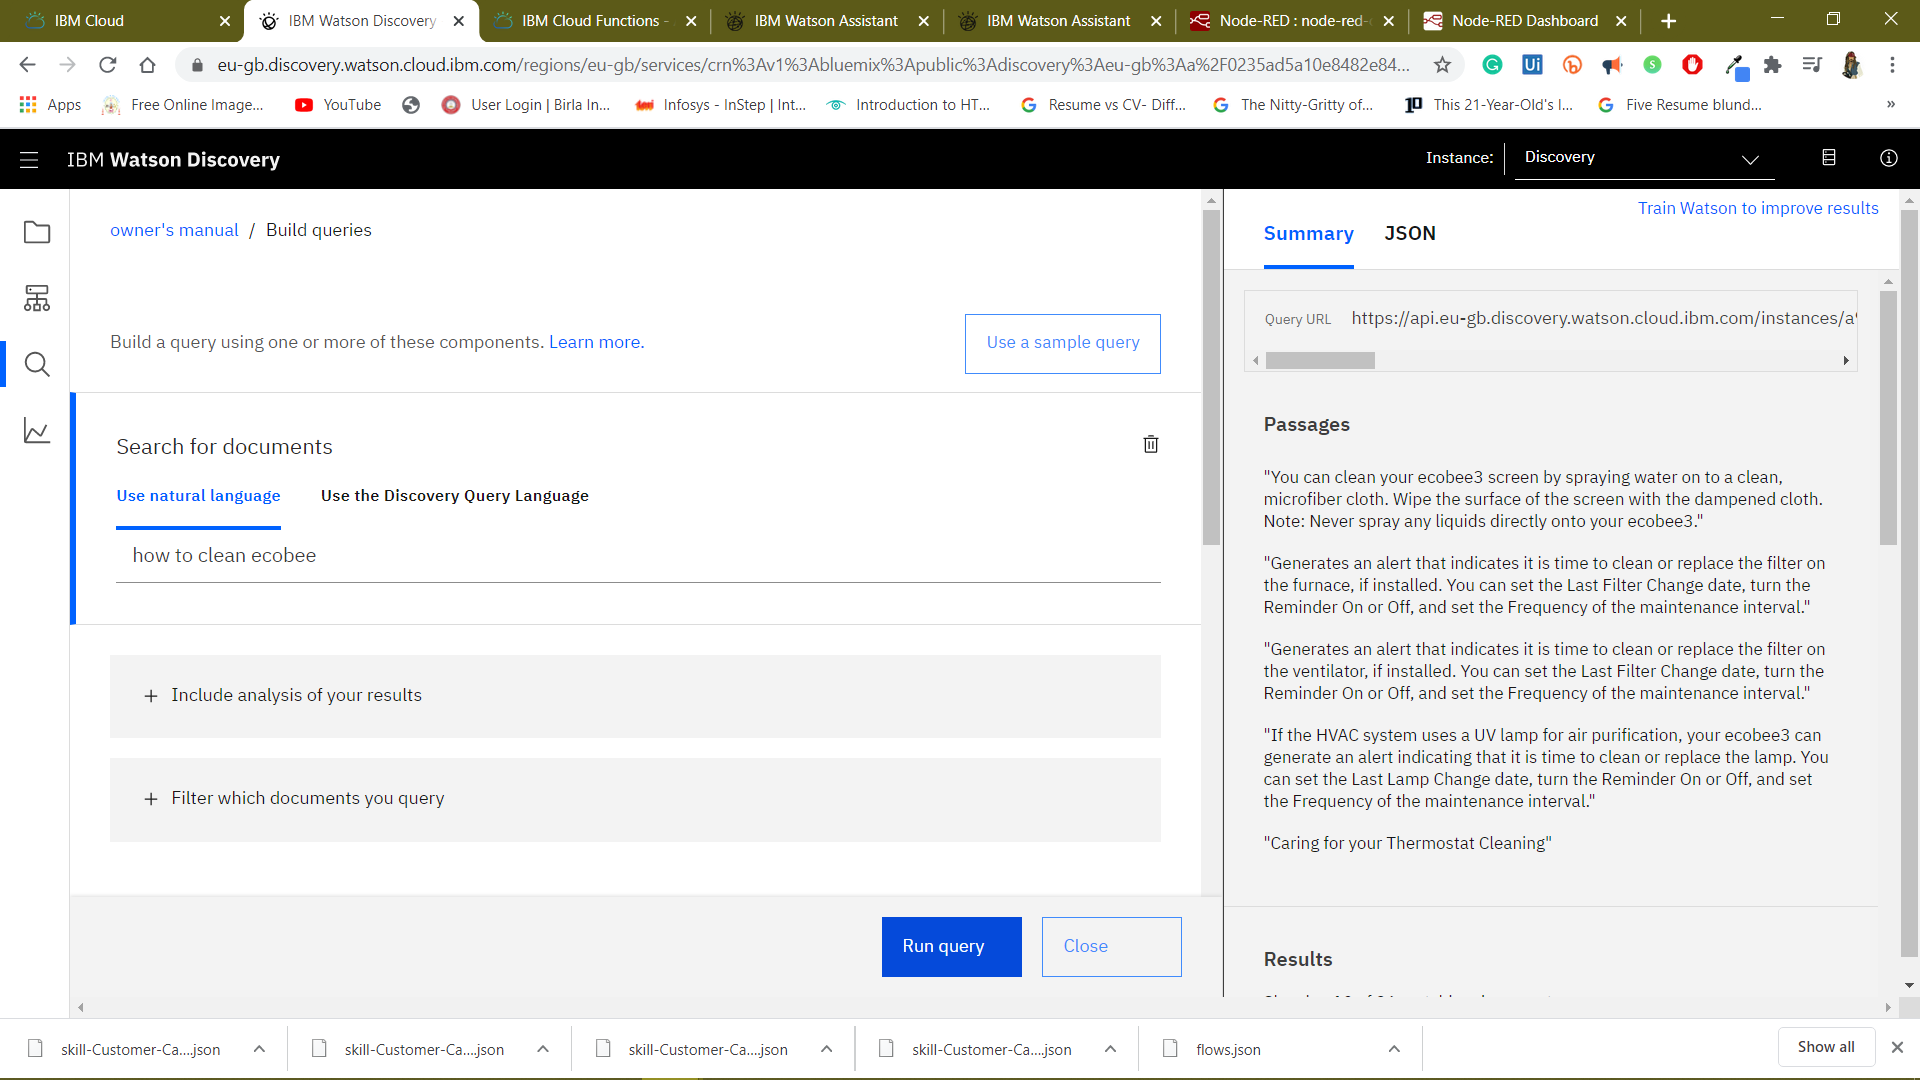 IBM Cloud
IBM Watson Discovery
IBM Cloud Functions -
IBM Watson Assistant
IBM Watson Assistant
Node-RED : node-red-
Node-RED Dashboard
eu-gb.discovery.watson.cloud.ibm.com/regions/eu-gb/services/crn%3Av1%3Abluemix%3Apublic%3Adiscovery%3Aeu-gb%3Aa%2F0235ad5a10e8482e84...
Apps
Free Online Image...
YouTube
User Login | Birla In...
Infosys - InStep | Int...
Introduction to HT...
Resume vs CV- Diff...
The Nitty-Gritty of...
This 21-Year-Old's I...
Five Resume blund...
»
IBM Watson Discovery
Instance:
Discovery
owner's manual / Build queries
Build a query using one or more of these components. Learn more.
Use a sample query
Search for documents
Use natural language
Use the Discovery Query Language
how to clean ecobee
+ Include analysis of your results
+ Filter which documents you query
Run query
Close
Train Watson to improve results
Summary
JSON
Query URL
https://api.eu-gb.discovery.watson.cloud.ibm.com/instances/a
Passages
"You can clean your ecobee3 screen by spraying water on to a clean,
microfiber cloth. Wipe the surface of the screen with the dampened cloth.
Note: Never spray any liquids directly onto your ecobee3."
"Generates an alert that indicates it is time to clean or replace the filter on
the furnace, if installed. You can set the Last Filter Change date, turn the
Reminder On or Off, and set the Frequency of the maintenance interval."
"Generates an alert that indicates it is time to clean or replace the filter on
the ventilator, if installed. You can set the Last Filter Change date, turn the
Reminder On or Off, and set the Frequency of the maintenance interval."
"If the HVAC system uses a UV lamp for air purification, your ecobee3 can
generate an alert indicating that it is time to clean or replace the lamp. You
can set the Last Lamp Change date, turn the Reminder On or Off, and set
the Frequency of the maintenance interval."
"Caring for your Thermostat Cleaning"
Results
skill-Customer-Ca....json
skill-Customer-Ca....json
skill-Customer-Ca....json
skill-Customer-Ca....json
flows.json
Show all